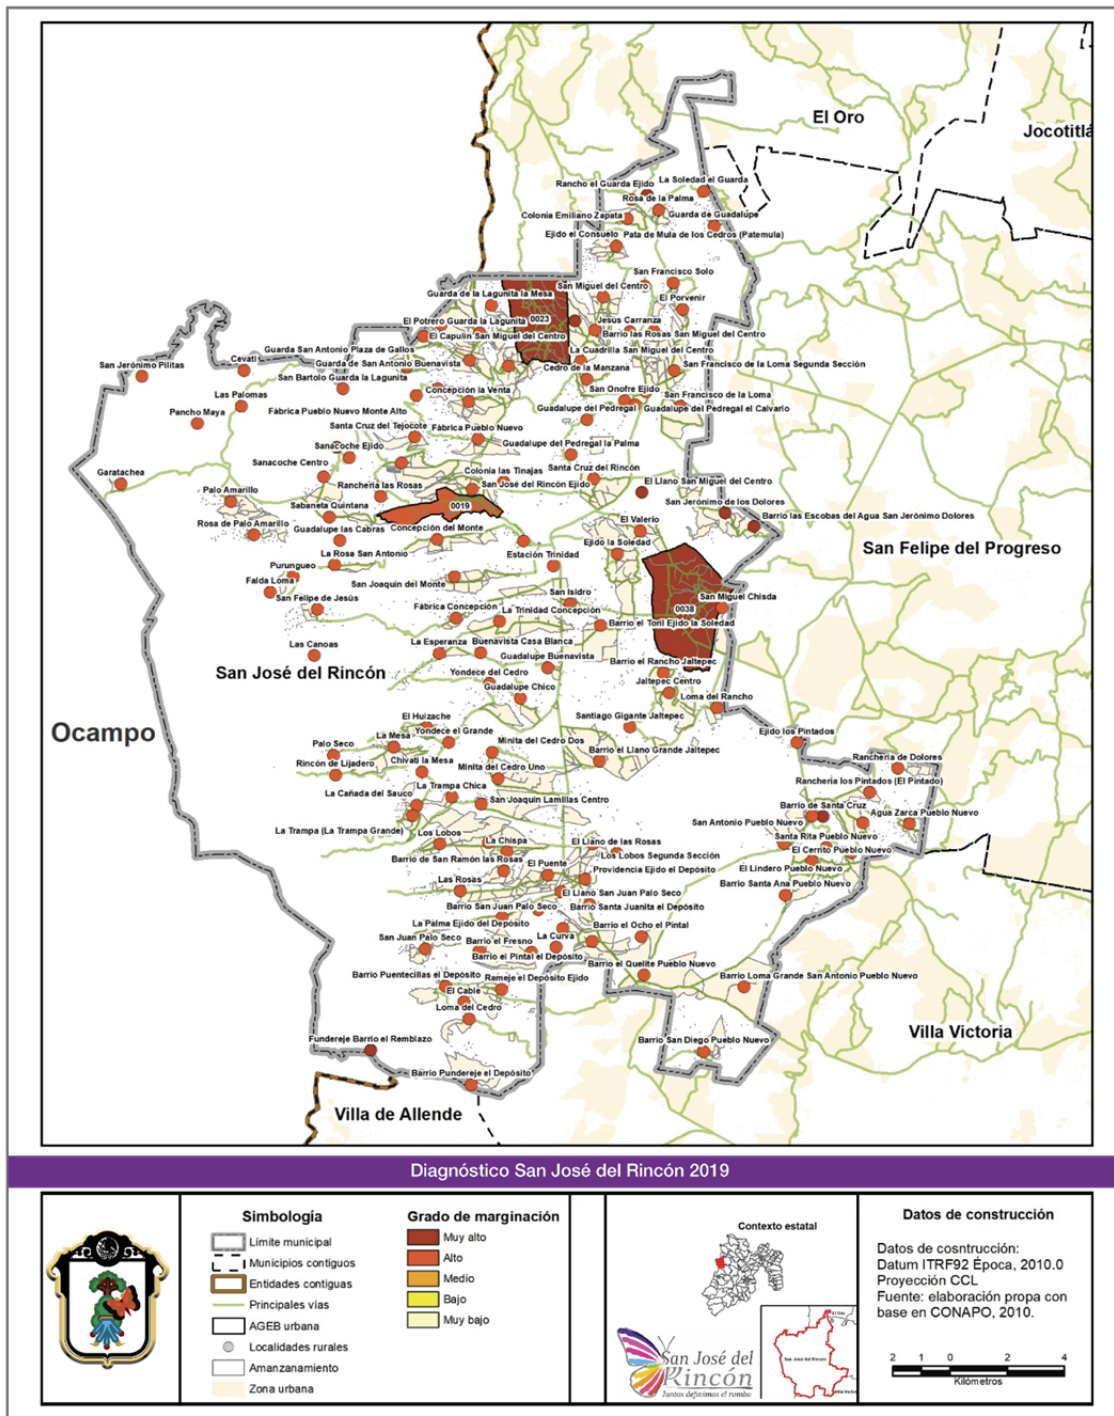 El Oro
Jocotitlá
La Soledad el Guarda
Rancho el Guarda Ejido
Rosa de la Palma
Colonia Emiliano Zapata
Guarda de Guadalupe
Ejido el Consuelo
Pata de Mula de los Cedros (Patemula)
San Francisco Solo
San Miguel del Centro
Guarda de la Lagunita la Mesa
El Porvenir
0023
El Potrero Guarda la Lagunita
Jesús Carranza
El Capulin San Miguel del Centro
Barrio las Rosas San Miguel del Centro
Guarda San Antonio Plaza de Gallos
La Cuadrilla San Miguel del Centro
Cevati
Guarda de San Antonio Buenavista
San Jerónimo Pilitas
Cedro de la Manzana
San Francisco de la Loma Segunda Sección
San Bartolo Guarda la Lagunita
Concepción la Venta
San Onofre Ejido
San Francisco de la Loma
Las Palomas
Pancho Maya
Fábrica Pueblo Nuevo Monte Alto
Guadalupe del Pedregal
Guadalupe del Pedregal el Calvario
Santa Cruz del Tejocote
Fábrica Pueblo Nuevo
Sanacoche Ejido
Guadalupe del Pedregal la Palma
Sanacoche Centro
Colonia las Tinajas
Santa Cruz del Rincón
Garatachea
Ranchería las Rosas
San José del Rincón Ejido
El Llano San Miguel del Centro
Palo Amarillo
Sabaneta Quintana
0019
San Jerónimo de los Dolores
Barrio las Escobas del Agua San Jerónimo Dolores
Rosa de Palo Amarillo
Guadalupe las Cabras
Concepción del Monte
El Valerio
Ejido la Soledad
San Felipe del Progreso
La Rosa San Antonio
Estación Trinidad
Purungueo
Falda Loma
San Joaquín del Monte
San Isidro
San Miguel Chisda
San Felipe de Jesús
Fábrica Concepción
La Trinidad Concepción
0038
Barrio el Toril Ejido la Soledad
Las Canoas
La Esperanza
Buenavista Casa Blanca
Guadalupe Buenavista
Barrio el Rancho Jaltepec
San José del Rincón
Yondece del Cedro
Jaltepec Centro
Guadalupe Chico
Loma del Rancho
El Huizache
Santiago Gigante Jaltepec
Ocampo
La Mesa
Yondece el Grande
Ejido los Pintados
Palo Seco
Minita del Cedro Dos
Barrio el Llano Grande Jaltepec
Rincón de Lijadero
Chivati la Mesa
Minita del Cedro Uno
Ranchería de Dolores
La Trampa Chica
Ranchería los Pintados (El Pintado)
La Cañada del Sauco
San Joaquín Lamillas Centro
Barrio de Santa Cruz
Agua Zarca Pueblo Nuevo
San Antonio Pueblo Nuevo
La Trampa (La Trampa Grande)
Los Lobos
La Chispa
El Llano de las Rosas
Santa Rita Pueblo Nuevo
El Cerrito Pueblo Nuevo
Barrio de San Ramón las Rosas
Los Lobos Segunda Sección
El Puente
Providencia Ejido el Depósito
El Lindero Pueblo Nuevo
Las Rosas
El Llano San Juan Palo Seco
Barrio Santa Ana Pueblo Nuevo
Barrio San Juan Palo Seco
Barrio Santa Juanita el Depósito
La Palma Ejido del Depósito
Barrio el Ocho el Pintal
San Juan Palo Seco
Barrio el Fresno
La Curva
Barrio el Pintal el Depósito
Barrio el Quelite Pueblo Nuevo
Barrio Puentecillas el Depósito
Rameje el Depósito Ejido
Barrio Loma Grande San Antonio Pueblo Nuevo
El Cable
Loma del Cedro
Villa Victoria
Fundereje Barrio el Remblazo
Barrio San Diego Pueblo Nuevo
Barrio Pundereje el Depósito
Villa de Allende
Diagnóstico San José del Rincón 2019
Simbología
Límite municipal
Municipios contiguos
Entidades contiguas
Principales vías
AGEB urbana
Localidades rurales
Amanzanamiento
Zona urbana
Grado de marginación
Muy alto
Alto
Medio
Bajo
Muy bajo
Contexto estatal
San José del
Rincón
Juntos definimos el rumbo
San José del Rincón
Datos de construcción
Datos de cosntrucción:
Datum ITRF92 Época, 2010.0
Proyección CCL
Fuente: elaboración propa con
base en CONAPO, 2010.
2 1 0 2 4
Kilómetros